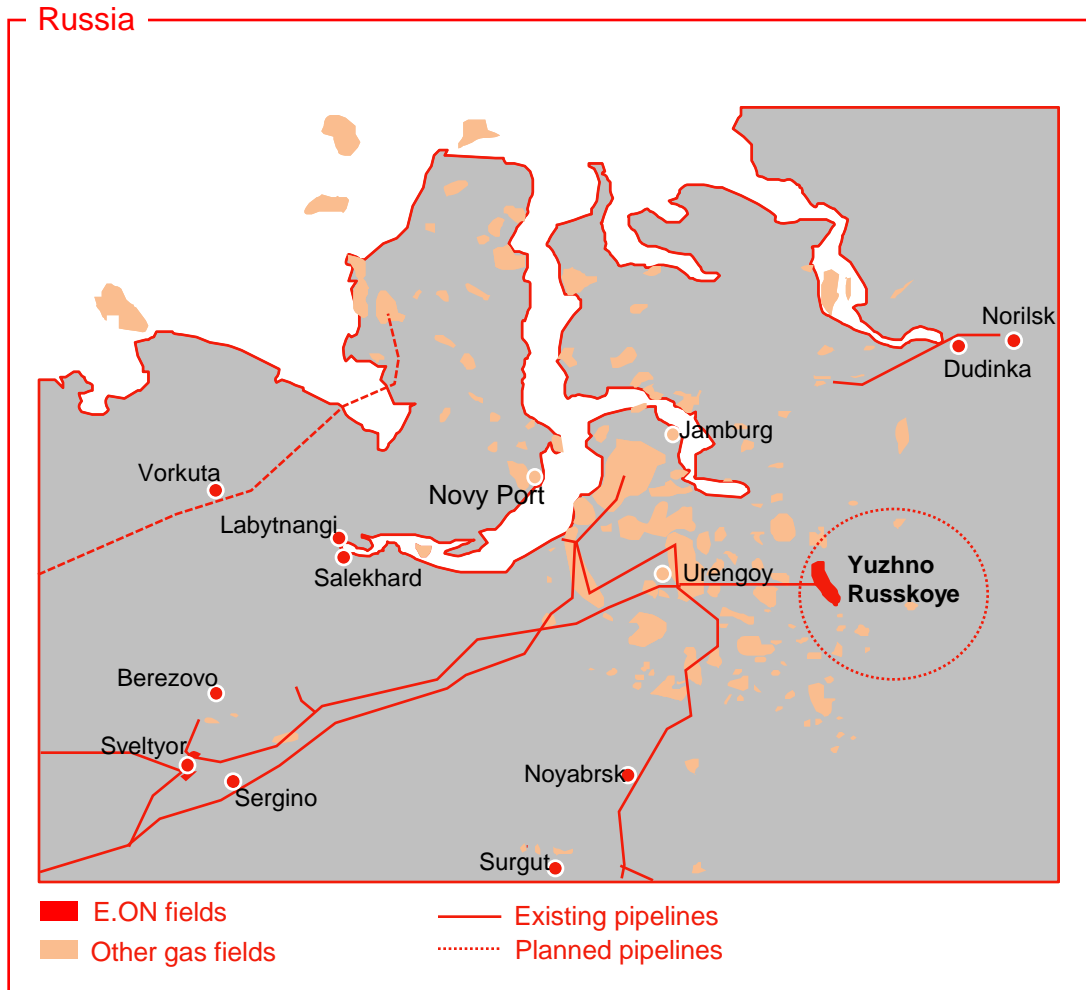 Russia
Norilsk
Dudinka
Jamburg
Vorkuta
Novy Port
Labytnangi
Salekhard
Urengoy
Yuzhno
Russkoye
Berezovo
Sveltyor
Sergino
Noyabrsk
Surgut
E.ON fields
Existing pipelines
Other gas fields
Planned pipelines